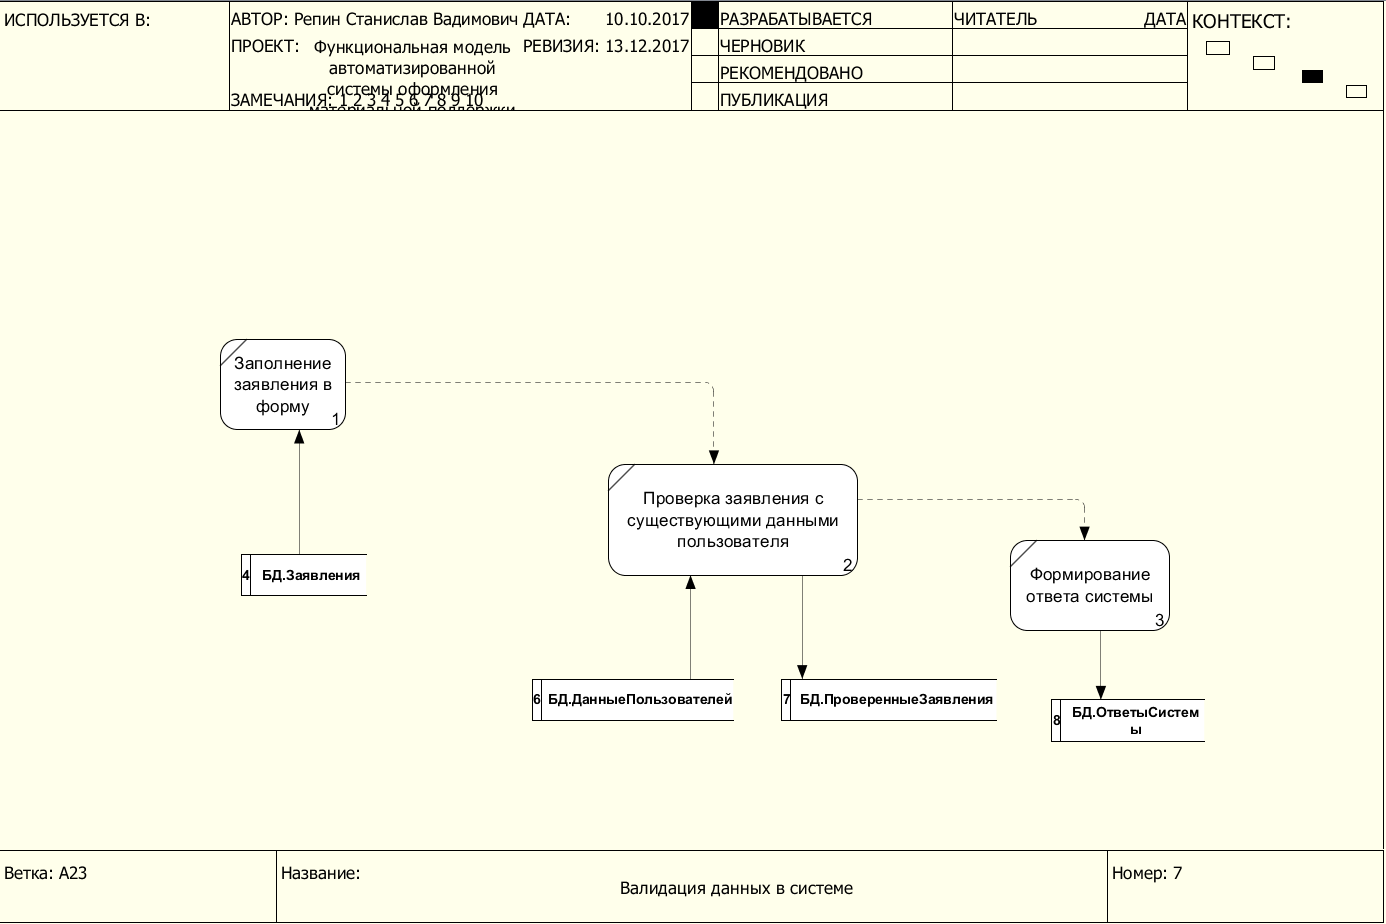 ИСПОЛЬЗУЕТСЯ В:
АВТОР: Репин Станислав Вадимович ДАТА: 10.10.2017
ПРОЕКТ: Функциональная модель РЕВИЗИЯ: 13.12.2017
автоматизированной
системы оформления
материальной поддержки
ЗАМЕЧАНИЯ: 1 2 3 4 5 6 7 8 9 10
РАЗРАБАТЫВАЕТСЯ
ЧЕРНОВИК
РЕКОМЕНДОВАНО
ПУБЛИКАЦИЯ
ЧИТАТЕЛЬ ДАТА
КОНТЕКСТ:
Заполнение
заявления в
форму
1
4 БД.Заявления
Проверка заявления с
существующими данными
пользователя
2
Формирование
ответа системы
3
6 БД.ДанныеПользователей
7 БД.ПроверенныеЗаявления
8 БД.ОтветыСистем
ы
Ветка: A23
Название:
Валидация данных в системе
Номер: 7